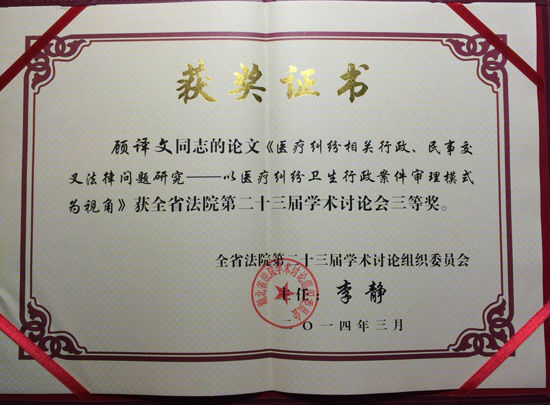 获奖证书
顾译文同志的论文《医疗纠纷相关行政、民事交
叉法律问题研究——以医疗纠纷卫生行政案件审理模式
为视角》获全省法院第二十三届学术讨论会三等奖。
全省法院第二十三届学术讨论组织委员会
主任：李静
二〇一四年三月